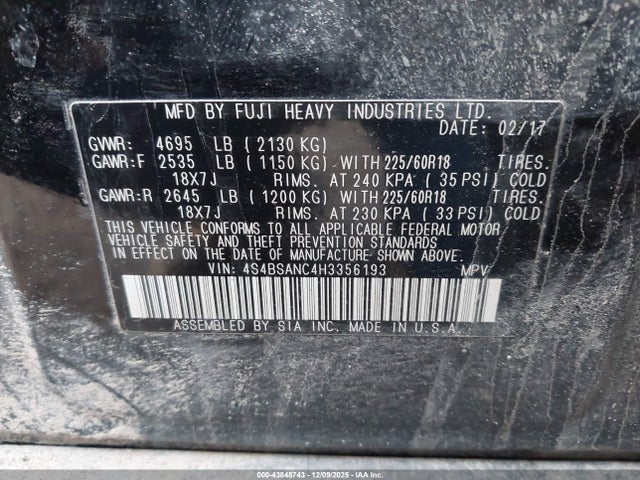 MFD BY FUJI HEAVY INDUSTRIES LTD.
DATE: 02/17
GVWR: 4695 LB ( 2130 KG)
GAWR:F 2535 LB ( 1150 KG) WITH 225/60R18 TIRES.
18X7J RIMS. AT 240 KPA ( 35 PSI) COLD
GAWR:R 2645 LB ( 1200 KG) WITH 225/60R18 TIRES.
18X7J RIMS. AT 230 KPA ( 33 PSI) COLD
THIS VEHICLE CONFORMS TO ALL APPLICABLE FEDERAL MOTOR
VEHICLE SAFETY AND THEFT PREVENTION STANDARDS
IN EFFECT ON THE DATE OF MANUFACTURE SHOWN ABOVE.
VIN: 4S4BSANC4H3356193 MPV
ASSEMBLED BY SIA INC. MADE IN U.S.A.
©00-43848743 | 12/09/2025 - IAA Inc.